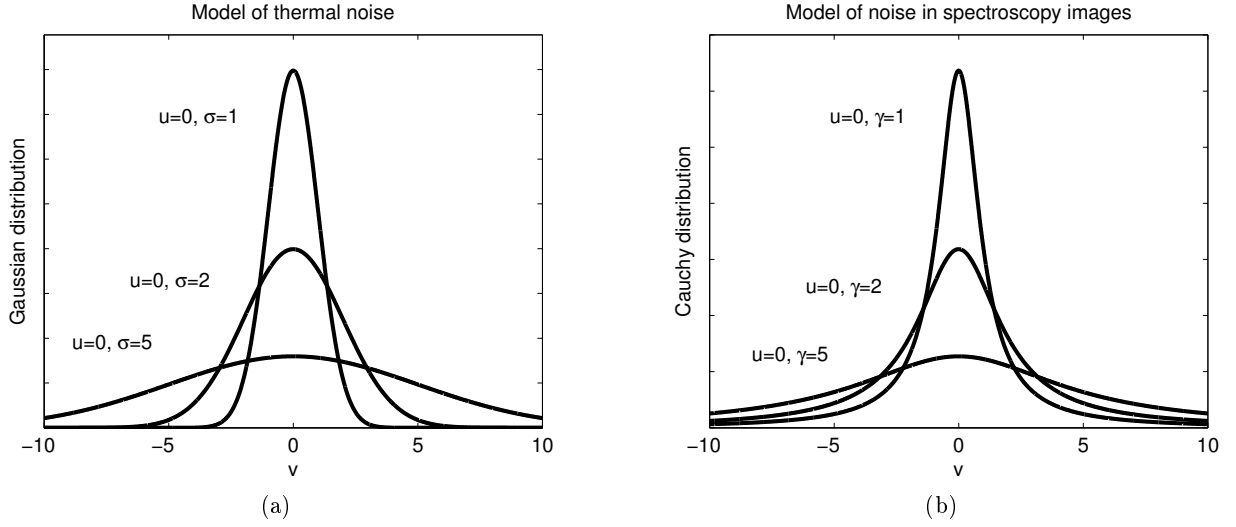 Model of thermal noise
Gaussian distribution
u=0, σ=1
u=0, σ=2
u=0, σ=5
−10 −5 0 5 10
v
(a)
Model of noise in spectroscopy images
Cauchy distribution
u=0, γ=1
u=0, γ=2
u=0, γ=5
−10 −5 0 5 10
v
(b)